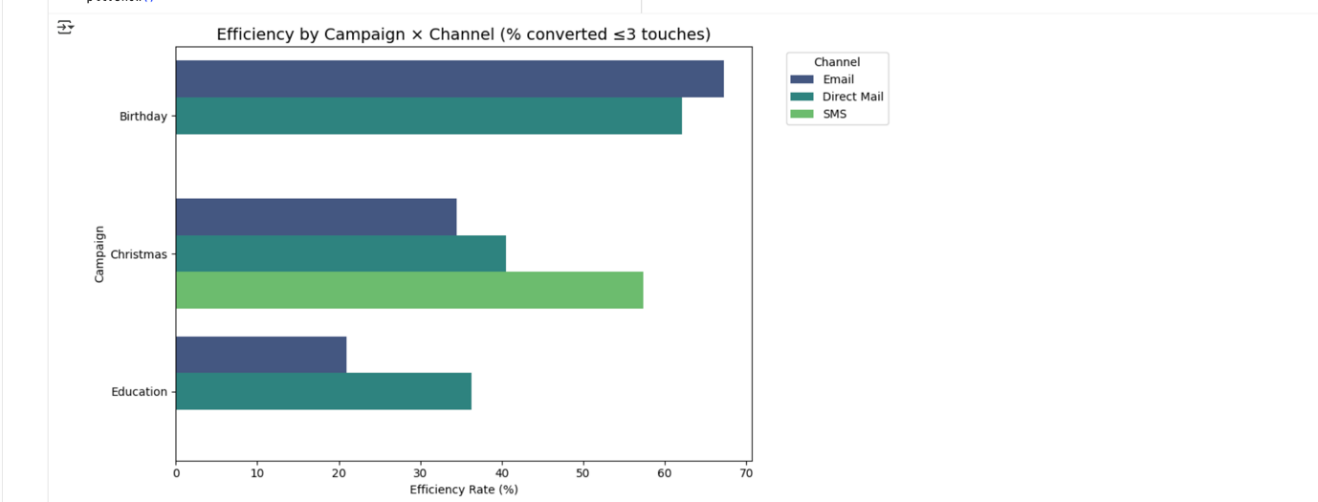 Efficiency by Campaign × Channel (% converted ≤3 touches)
Channel
Email
Direct Mail
SMS
Birthday
Christmas
Education
Campaign
0 10 20 30 40 50 60 70
Efficiency Rate (%)